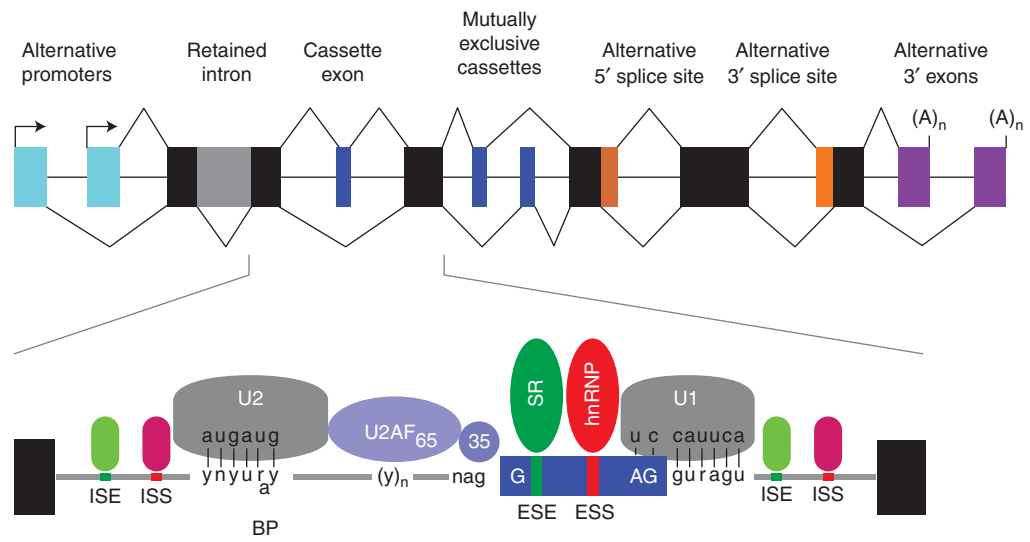 Alternative
promoters
Retained
intron
Cassette
exon
Mutually
exclusive
cassettes
Alternative
5′ splice site
Alternative
3′ splice site
Alternative
3′ exons
(A)n
(A)n
U2
augaug
ynyury
a
BP
U2AF65
(y)n
35
nag
SR
hnRNP
U1
u c cauuca
G
AG
guragu
ISE
ISS
ESE
ESS
ISE
ISS